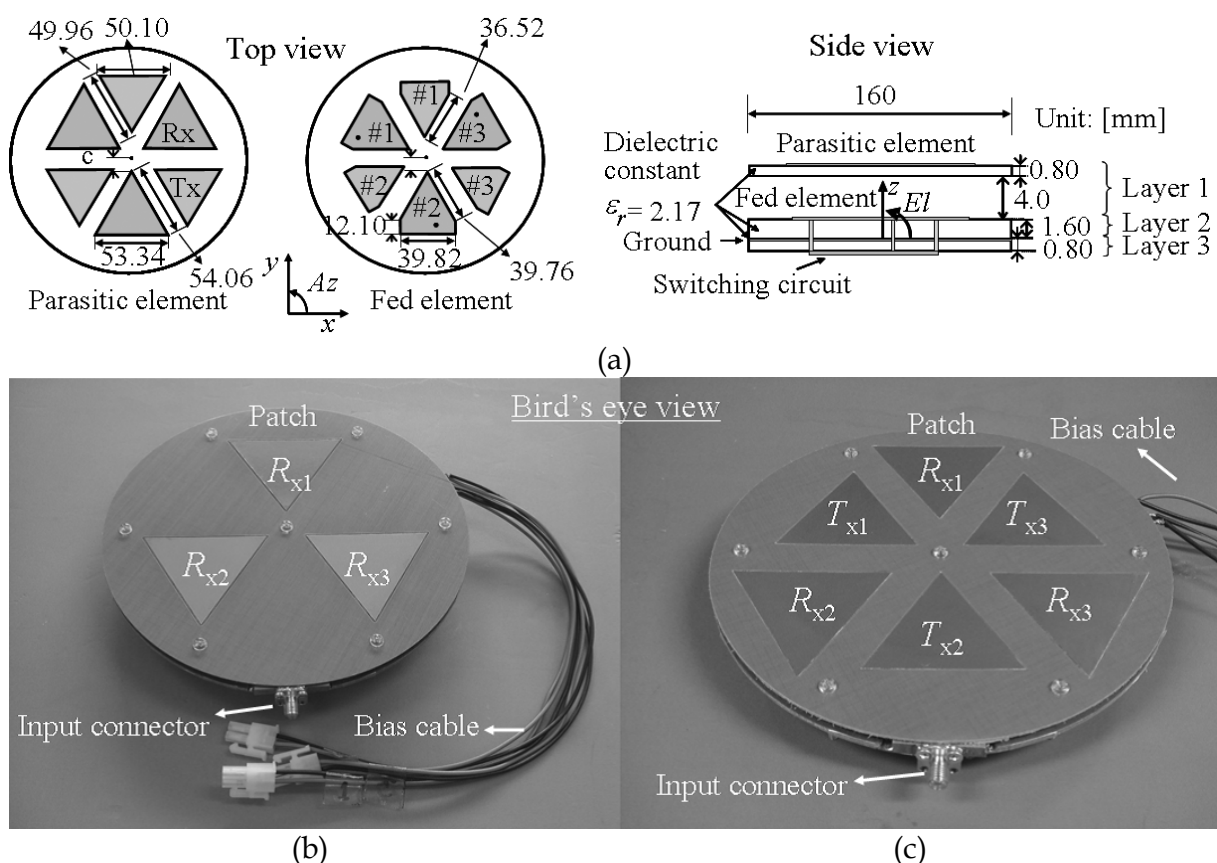 49.96
50.10
Top view
36.52
Rx
c
Tx
53.34
54.06
Parasitic element
#1
#1
#3
#2
#3
#2
12.10
39.82
39.76
y
Az
x
Fed element
Side view
160
Unit: [mm]
Dielectric
constant
εr = 2.17
Parasitic element
0.80
4.0
Layer 1
Fed element
z
El
1.60
Layer 2
Ground
0.80
Layer 3
Switching circuit
(a)
Bird's eye view
Patch
Rx1
Rx2
Rx3
Input connector
Bias cable
Patch
Bias cable
Rx1
Tx1
Tx3
Rx2
Rx3
Tx2
Input connector
(b)
(c)